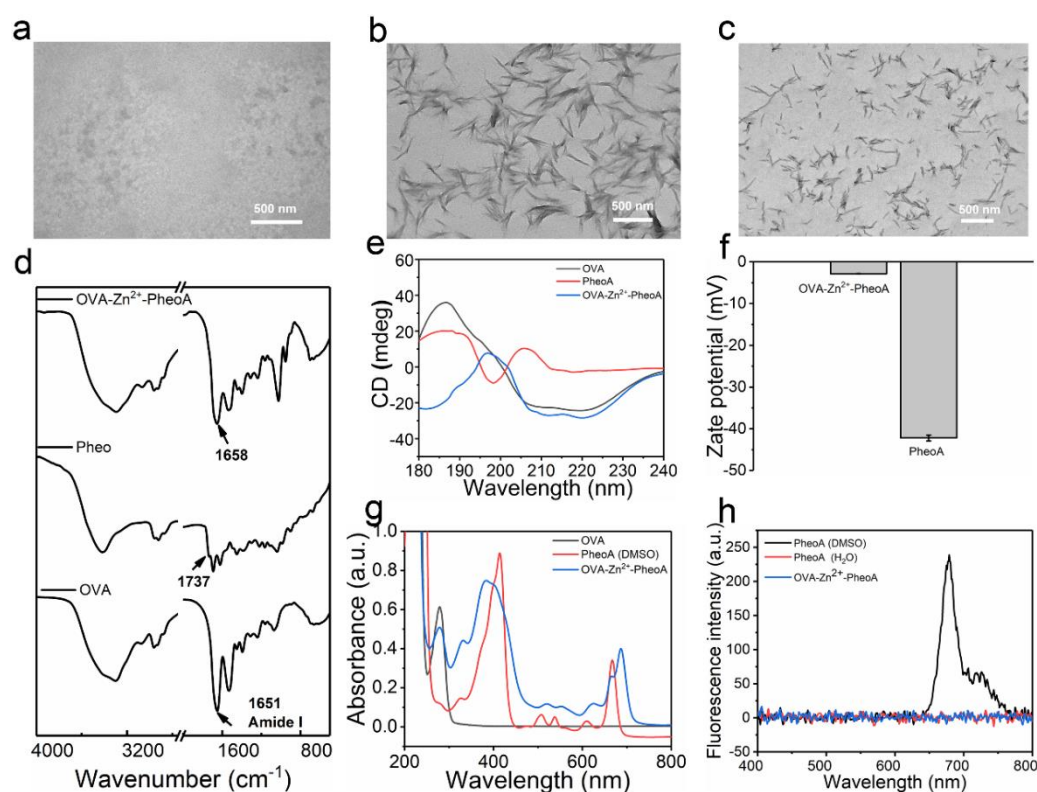 a
b
c
500 nm
500 nm
500 nm
d
OVA-Zn²⁺-PheoA
1658
Pheo
1737
OVA
1651
Amide I
4000 3200 1600 800
Wavenumber (cm⁻¹)
e
OVA
PheoA
OVA-Zn²⁺-PheoA
60
40
20
0
-20
-50
180 190 200 210 220 230 240
CD (mdeg)
Wavelength (nm)
f
0
-10
-20
-30
-40
-50
Zate potential (mV)
OVA-Zn²⁺-PheoA
PheoA
g
OVA
PheoA (DMSO)
OVA-Zn²⁺-PheoA
1.0
0.8
0.6
0.4
0.2
0.0
200 400 600 800
Absorbance (a.u.)
Wavelength (nm)
h
PheoA (DMSO)
PheoA (H₂O)
OVA-Zn²⁺-PheoA
250
200
150
100
50
0
-50
400 500 600 700 800
Fluorescence intensity (a.u.)
Wavelength (nm)